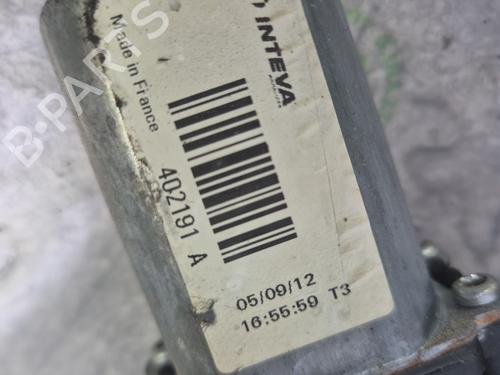 INTEVA
Made in France
402191 A
05/09/12
16:55:59 T3
B-PARTS